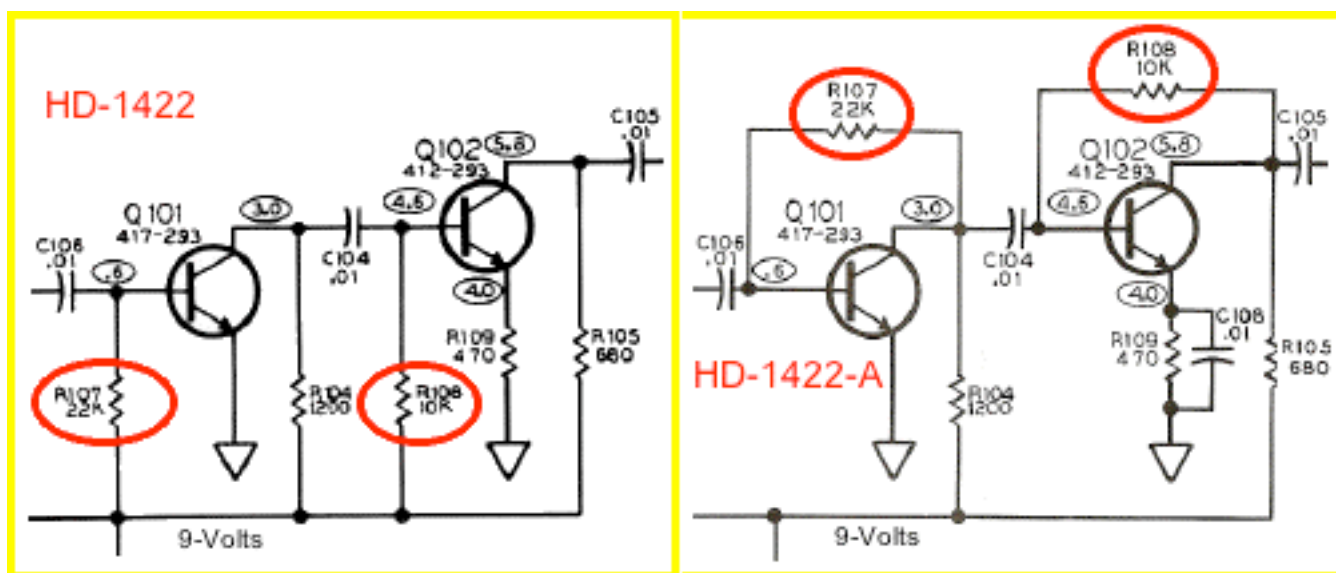 HD-1422
Q101
417-293
C106
.01
.6
3.0
C104
.01
4.6
Q102
412-293
5.8
C105
.01
4.0
R109
470
R105
680
R107
22K
R104
1200
R108
10K
9-Volts
HD-1422-A
R107
22K
R108
10K
C106
.01
.6
Q101
417-293
3.0
C104
.01
4.6
Q102
412-293
5.8
C105
.01
4.0
C108
.01
R109
470
R105
680
R104
1200
9-Volts